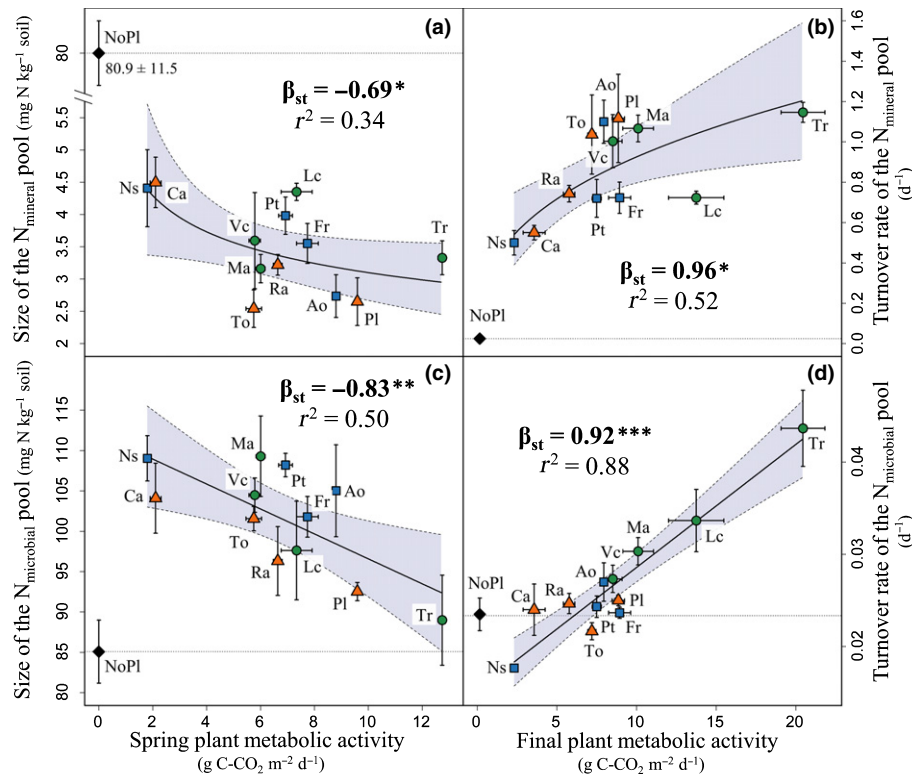 (a)
NoPl
80.9 ± 11.5
βst = −0.69*
r² = 0.34
Ns
Ca
Lc
Pt
Fr
Vc
Ma
Ra
To
Ao
Pl
Tr
Size of the Nmineral pool (mg N kg⁻¹ soil)
80
5.5
5
4.5
4
3.5
3
2.5
2
(b)
Ao
Pl
To
Ma
Vc
Tr
Ra
Pt
Fr
Lc
Ns
Ca
βst = 0.96*
r² = 0.52
NoPl
Turnover rate of the Nmineral pool
(d⁻¹)
1.6
1.4
1.2
1.0
0.8
0.6
0.4
0.2
0.0
(c)
βst = −0.83**
r² = 0.50
Ns
Ma
Pt
Ca
Vc
Fr
Ao
To
Ra
Lc
Pl
Tr
NoPl
Size of the Nmicrobial pool (mg N kg⁻¹ soil)
115
110
105
100
95
90
85
80
0 2 4 6 8 10 12
Spring plant metabolic activity
(g C-CO₂ m⁻² d⁻¹)
(d)
βst = 0.92***
r² = 0.88
Tr
Lc
Ma
Vc
Ao
NoPl
Ca
Ra
Pl
Pt
Fr
To
Ns
Turnover rate of the Nmicrobial pool
(d⁻¹)
0.04
0.03
0.02
0 5 10 15 20
Final plant metabolic activity
(g C-CO₂ m⁻² d⁻¹)